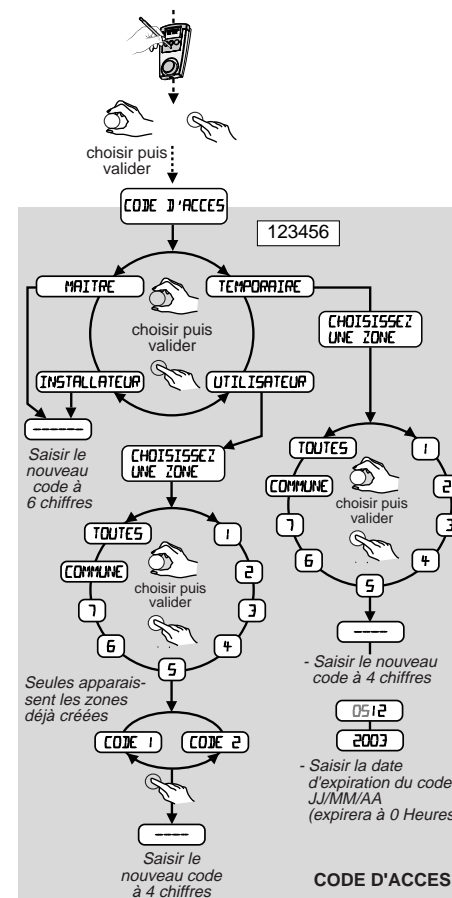 choisir puis
valider
CODE D'ACCES
123456
MAITRE
TEMPORAIRE
choisir puis
valider
INSTALLATEUR
UTILISATEUR
CHOISISSEZ
UNE ZONE
------
Saisir le
nouveau
code à
6 chiffres
CHOISISSEZ
UNE ZONE
TOUTES
1
2
3
4
5
6
7
COMMUNE
choisir puis
valider
Seules apparais-
sent les zones
déjà créées
CODE 1
CODE 2
----
Saisir le
nouveau code
à 4 chiffres
TOUTES
1
2
3
4
5
6
7
COMMUNE
choisir puis
valider
----
- Saisir le nouveau
code à 4 chiffres
0512
2003
- Saisir la date
d'expiration du code
JJ/MM/AA
(expirera à 0 Heures
CODE D'ACCES